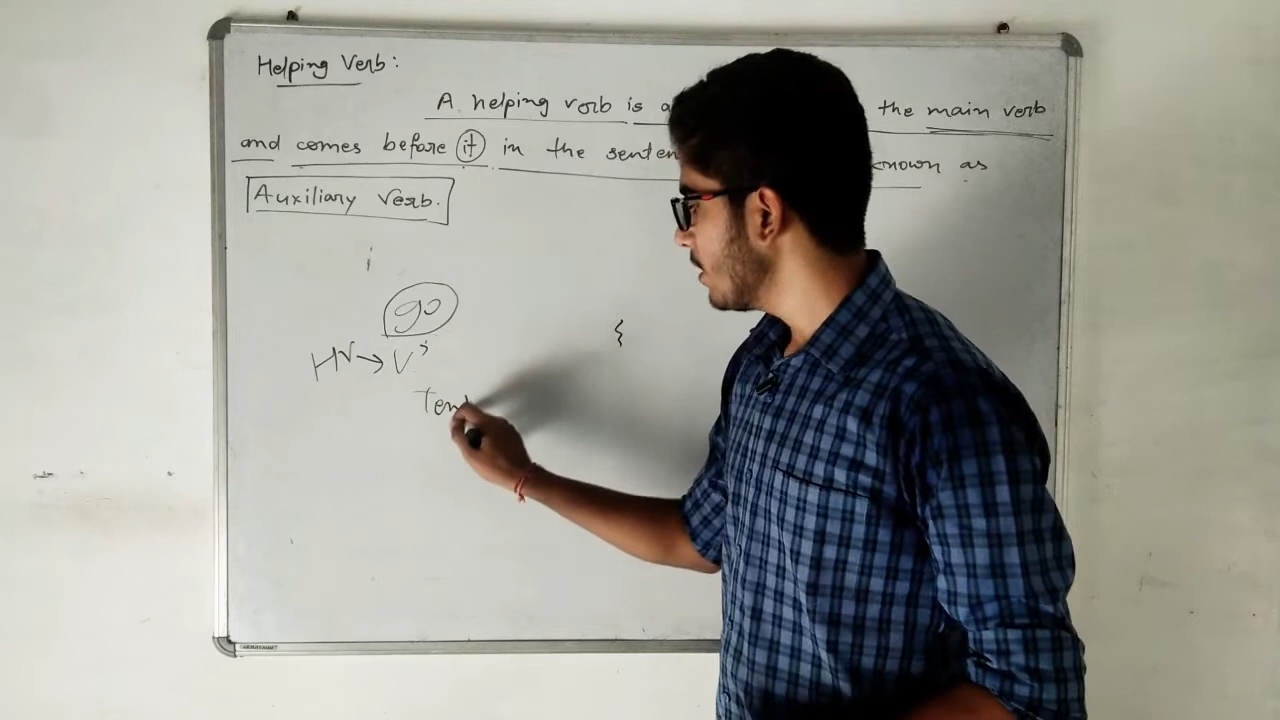 Helping Verb:
A helping verb is a the main verb
and comes before it in the senten known as
Auxiliary Verb.
go
HV → V
Ten